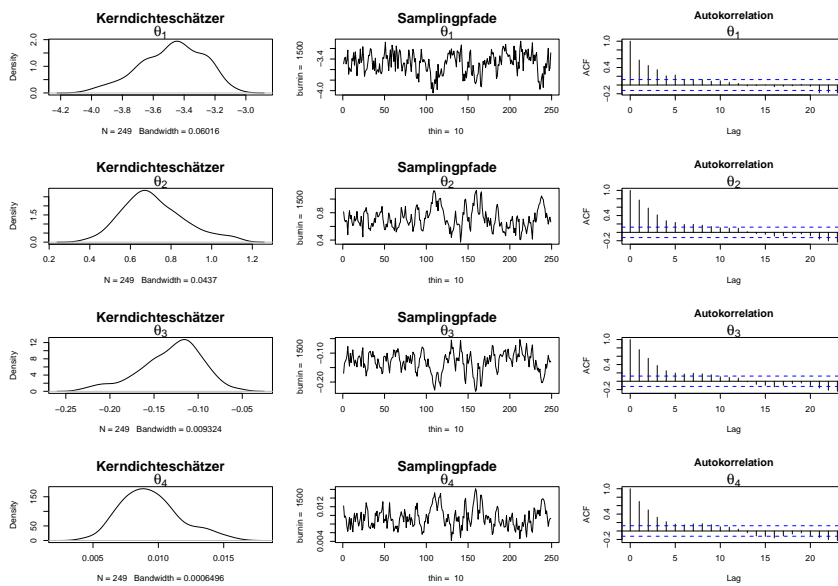 Kerndichteschätzer
θ1
Density
0.0
1.0
2.0
−4.2
−4.0
−3.8
−3.6
−3.4
−3.2
−3.0
N = 249 Bandwidth = 0.06016
Samplingpfade
θ1
burnin = 1500
−4.0
−3.4
0
50
100
150
200
250
thin = 10
Autokorrelation
θ1
ACF
−0.2
0.4
1.0
0
5
10
15
20
Lag
Kerndichteschätzer
θ2
Density
0.0
1.5
0.2
0.4
0.6
0.8
1.0
1.2
N = 249 Bandwidth = 0.0437
Samplingpfade
θ2
burnin = 1500
0.4
0.8
0
50
100
150
200
250
thin = 10
Autokorrelation
θ2
ACF
−0.2
0.4
1.0
0
5
10
15
20
Lag
Kerndichteschätzer
θ3
Density
0
4
8
12
−0.25
−0.20
−0.15
−0.10
−0.05
N = 249 Bandwidth = 0.009324
Samplingpfade
θ3
burnin = 1500
−0.20
−0.10
0
50
100
150
200
250
thin = 10
Autokorrelation
θ3
ACF
−0.2
0.4
1.0
0
5
10
15
20
Lag
Kerndichteschätzer
θ4
Density
0
50
150
0.005
0.010
0.015
N = 249 Bandwidth = 0.0006496
Samplingpfade
θ4
burnin = 1500
0.004
0.012
0
50
100
150
200
250
thin = 10
Autokorrelation
θ4
ACF
−0.2
0.4
1.0
0
5
10
15
20
Lag